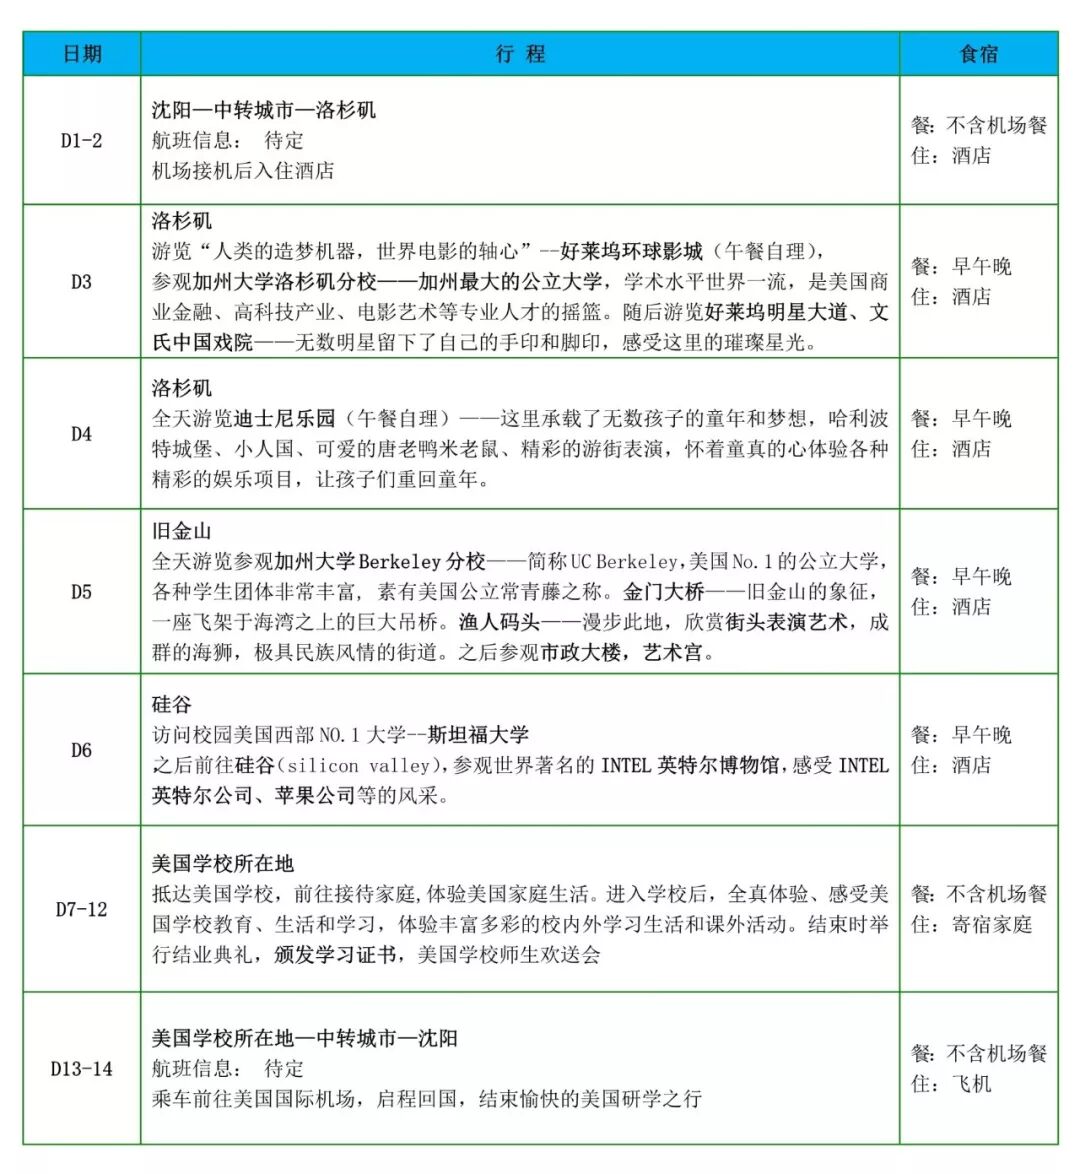 日期 行 程 食宿
D1-2
沈阳—中转城市—洛杉矶
航班信息： 待定
机场接机后入住酒店
餐：不含机场餐
住：酒店
D3
洛杉矶
游览“人类的造梦机器，世界电影的轴心”--好莱坞环球影城（午餐自理），
参观加州大学洛杉矶分校——加州最大的公立大学，学术水平世界一流，是美国商
业金融、高科技产业、电影艺术等专业人才的摇篮。随后游览好莱坞明星大道、文
氏中国戏院——无数明星留下了自己的手印和脚印，感受这里的璀璨星光。
餐：早午晚
住：酒店
D4
洛杉矶
全天游览迪士尼乐园（午餐自理）——这里承载了无数孩子的童年和梦想，哈利波
特城堡、小人国、可爱的唐老鸭米老鼠、精彩的游街表演，怀着童真的心体验各种
精彩的娱乐项目，让孩子们重回童年。
餐：早午晚
住：酒店
D5
旧金山
全天游览参观加州大学Berkeley分校——简称UC Berkeley,美国No.1的公立大学，
各种学生团体非常丰富，素有美国公立常青藤之称。金门大桥——旧金山的象征，
一座飞架于海湾之上的巨大吊桥。渔人码头——漫步此地，欣赏街头表演艺术，成
群的海狮，极具民族风情的街道。之后参观市政大楼，艺术宫。
餐：早午晚
住：酒店
D6
硅谷
访问校园美国西部NO.1大学--斯坦福大学
之后前往硅谷(silicon valley),参观世界著名的INTEL英特尔博物馆,感受INTEL
英特尔公司、苹果公司等的风采。
餐：早午晚
住：酒店
D7-12
美国学校所在地
抵达美国学校，前往接待家庭,体验美国家庭生活。进入学校后，全真体验、感受美
国学校教育、生活和学习，体验丰富多彩的校内外学习生活和课外活动。结束时举
行结业典礼，颁发学习证书，美国学校师生欢送会
餐：不含机场餐
住：寄宿家庭
D13-14
美国学校所在地—中转城市—沈阳
航班信息： 待定
乘车前往美国国际机场，启程回国，结束愉快的美国研学之行
餐：不含机场餐
住：飞机